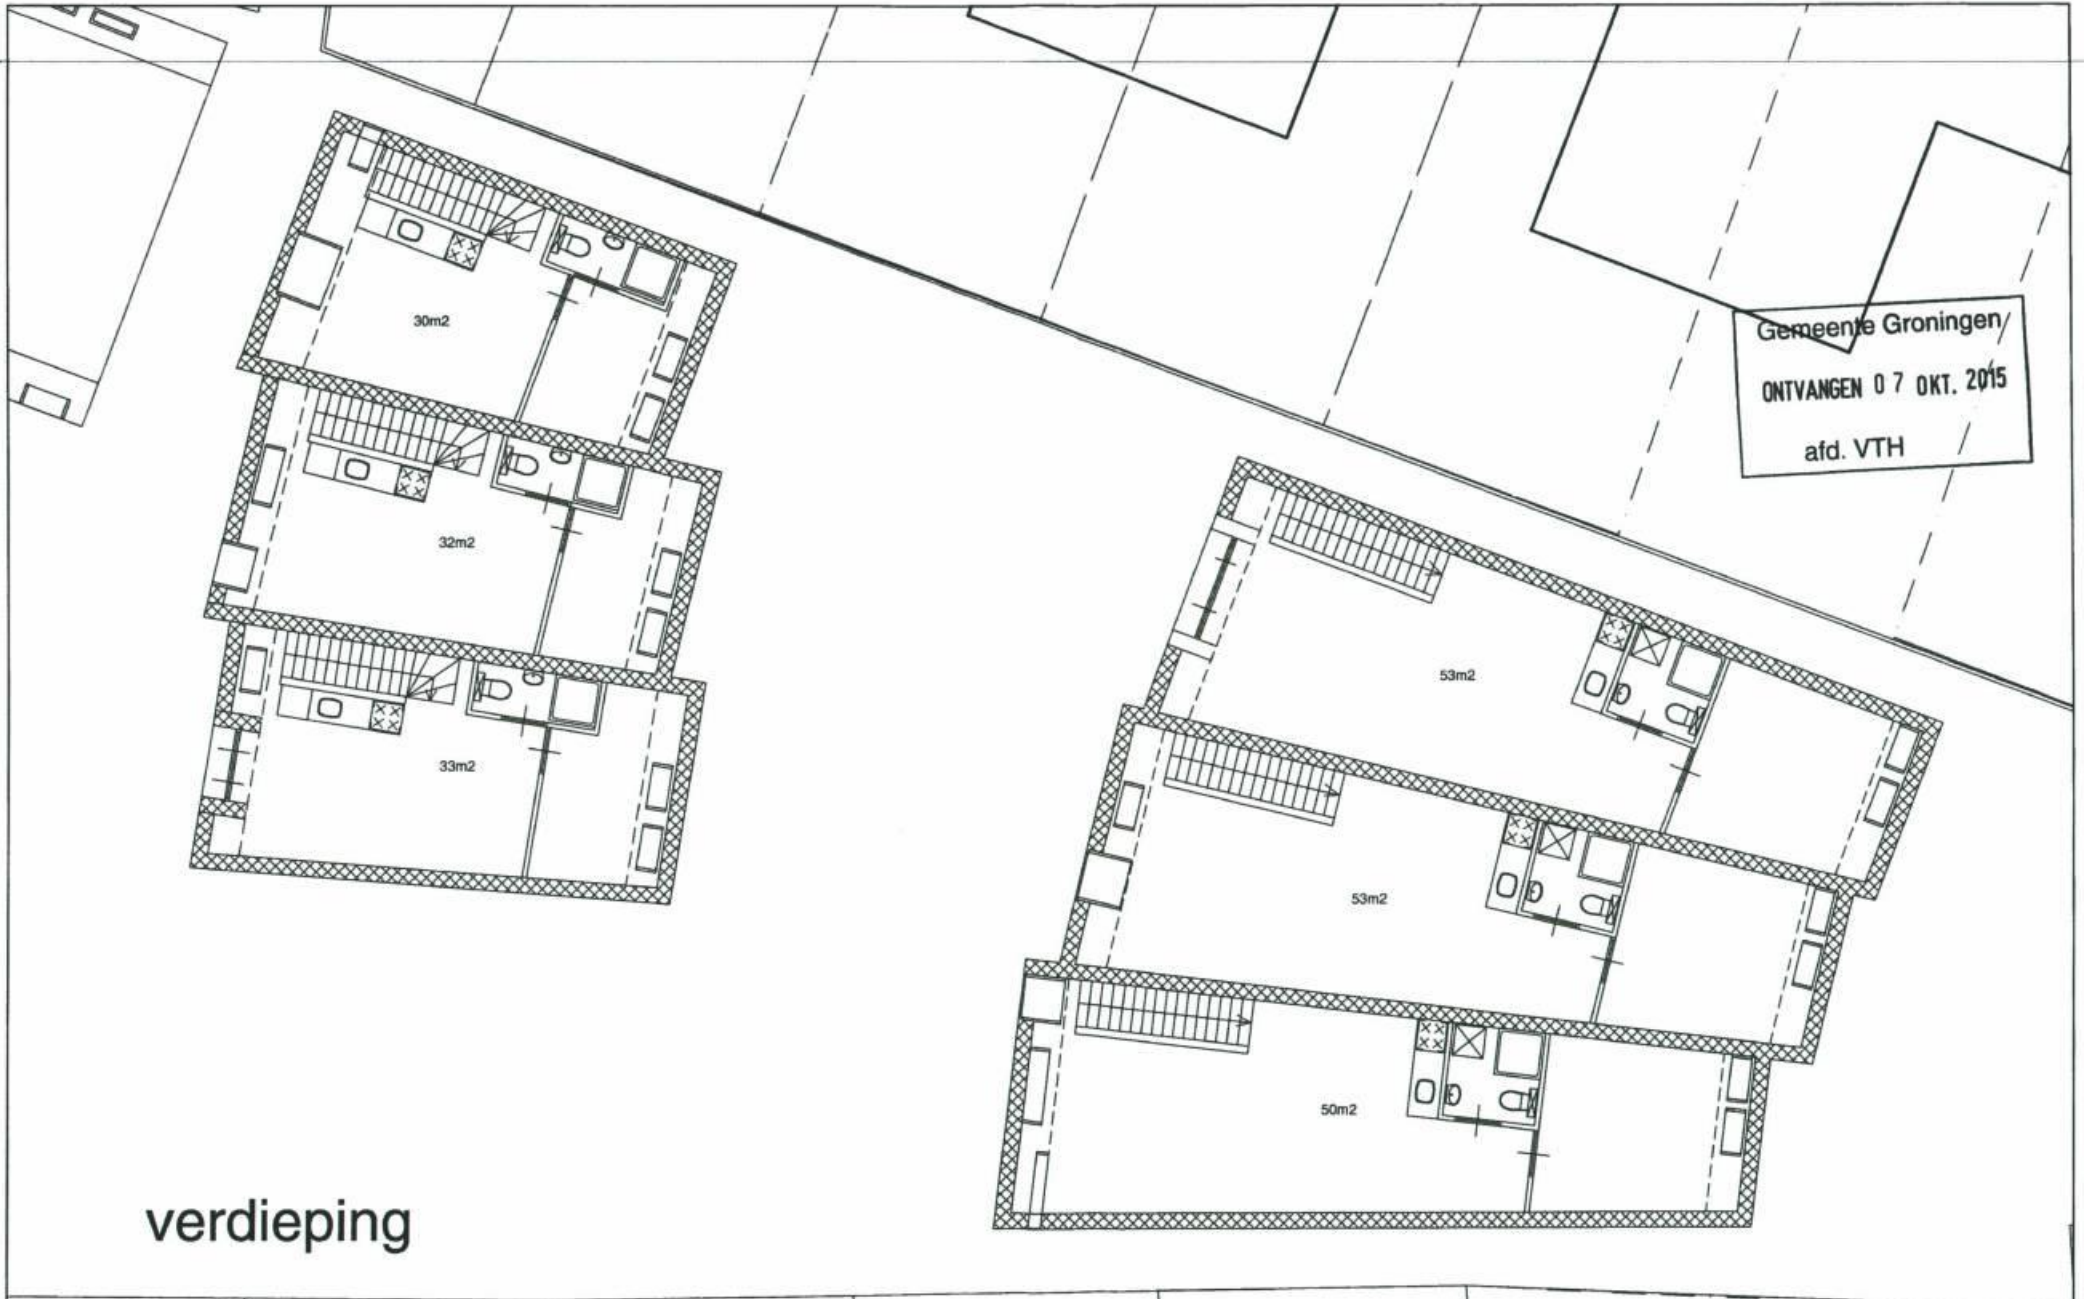 30m2
Gemeente Groningen
ONTVANGEN 07 OKT. 2015
afd. VTH
32m2
53m2
33m2
53m2
50m2
verdieping